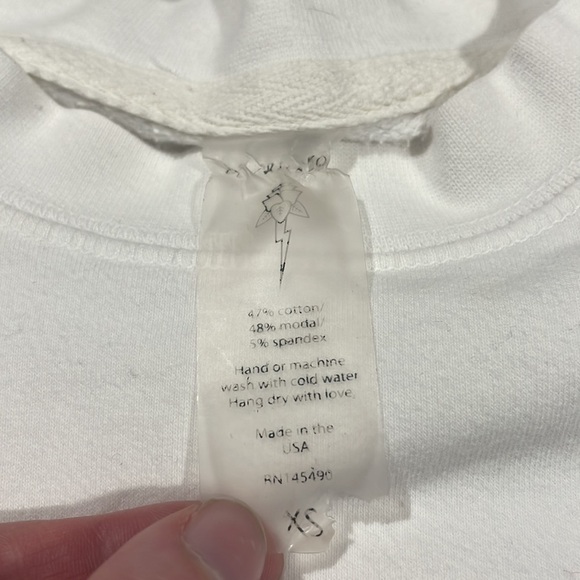 47% cotton/
48% modal/
5% spandex
Hand or machine
wash with cold water
Hang dry with love.
Made in the
USA
RN145490
XS